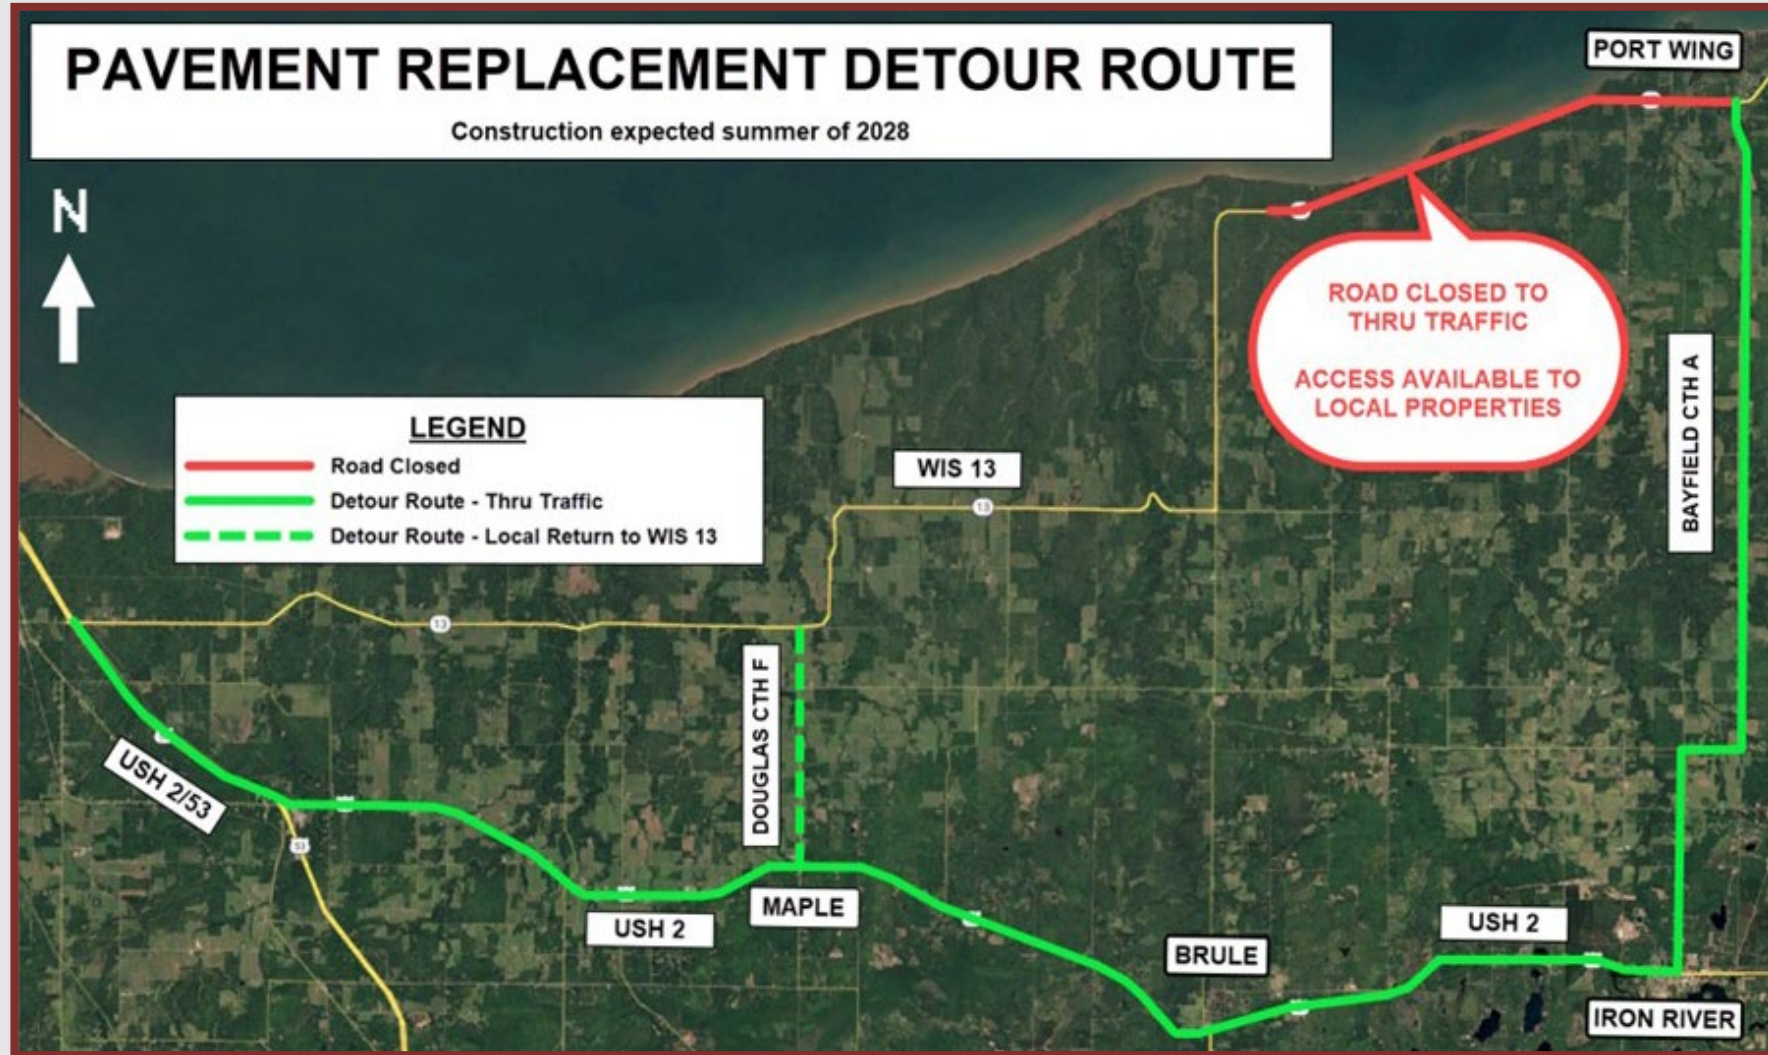 PAVEMENT REPLACEMENT DETOUR ROUTE
Construction expected summer of 2028
PORT WING
N
ROAD CLOSED TO
THRU TRAFFIC
ACCESS AVAILABLE TO
LOCAL PROPERTIES
BAYFIELD CTH A
LEGEND
Road Closed
Detour Route - Thru Traffic
Detour Route - Local Return to WIS 13
WIS 13
13
13
DOUGLAS CTH F
USH 2/53
53
USH 2
MAPLE
BRULE
USH 2
IRON RIVER